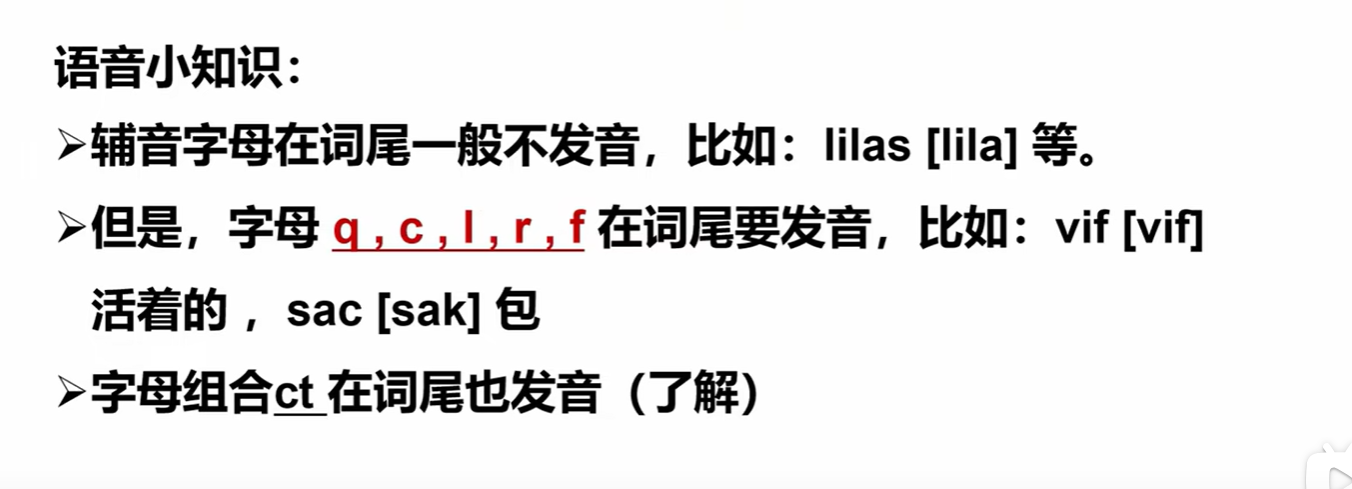 语音小知识：
➢辅音字母在词尾一般不发音，比如：lilas [lila] 等。
➢但是，字母 q , c , l , r , f 在词尾要发音，比如：vif [vif]
活着的 ，sac [sak] 包
➢字母组合ct 在词尾也发音（了解）